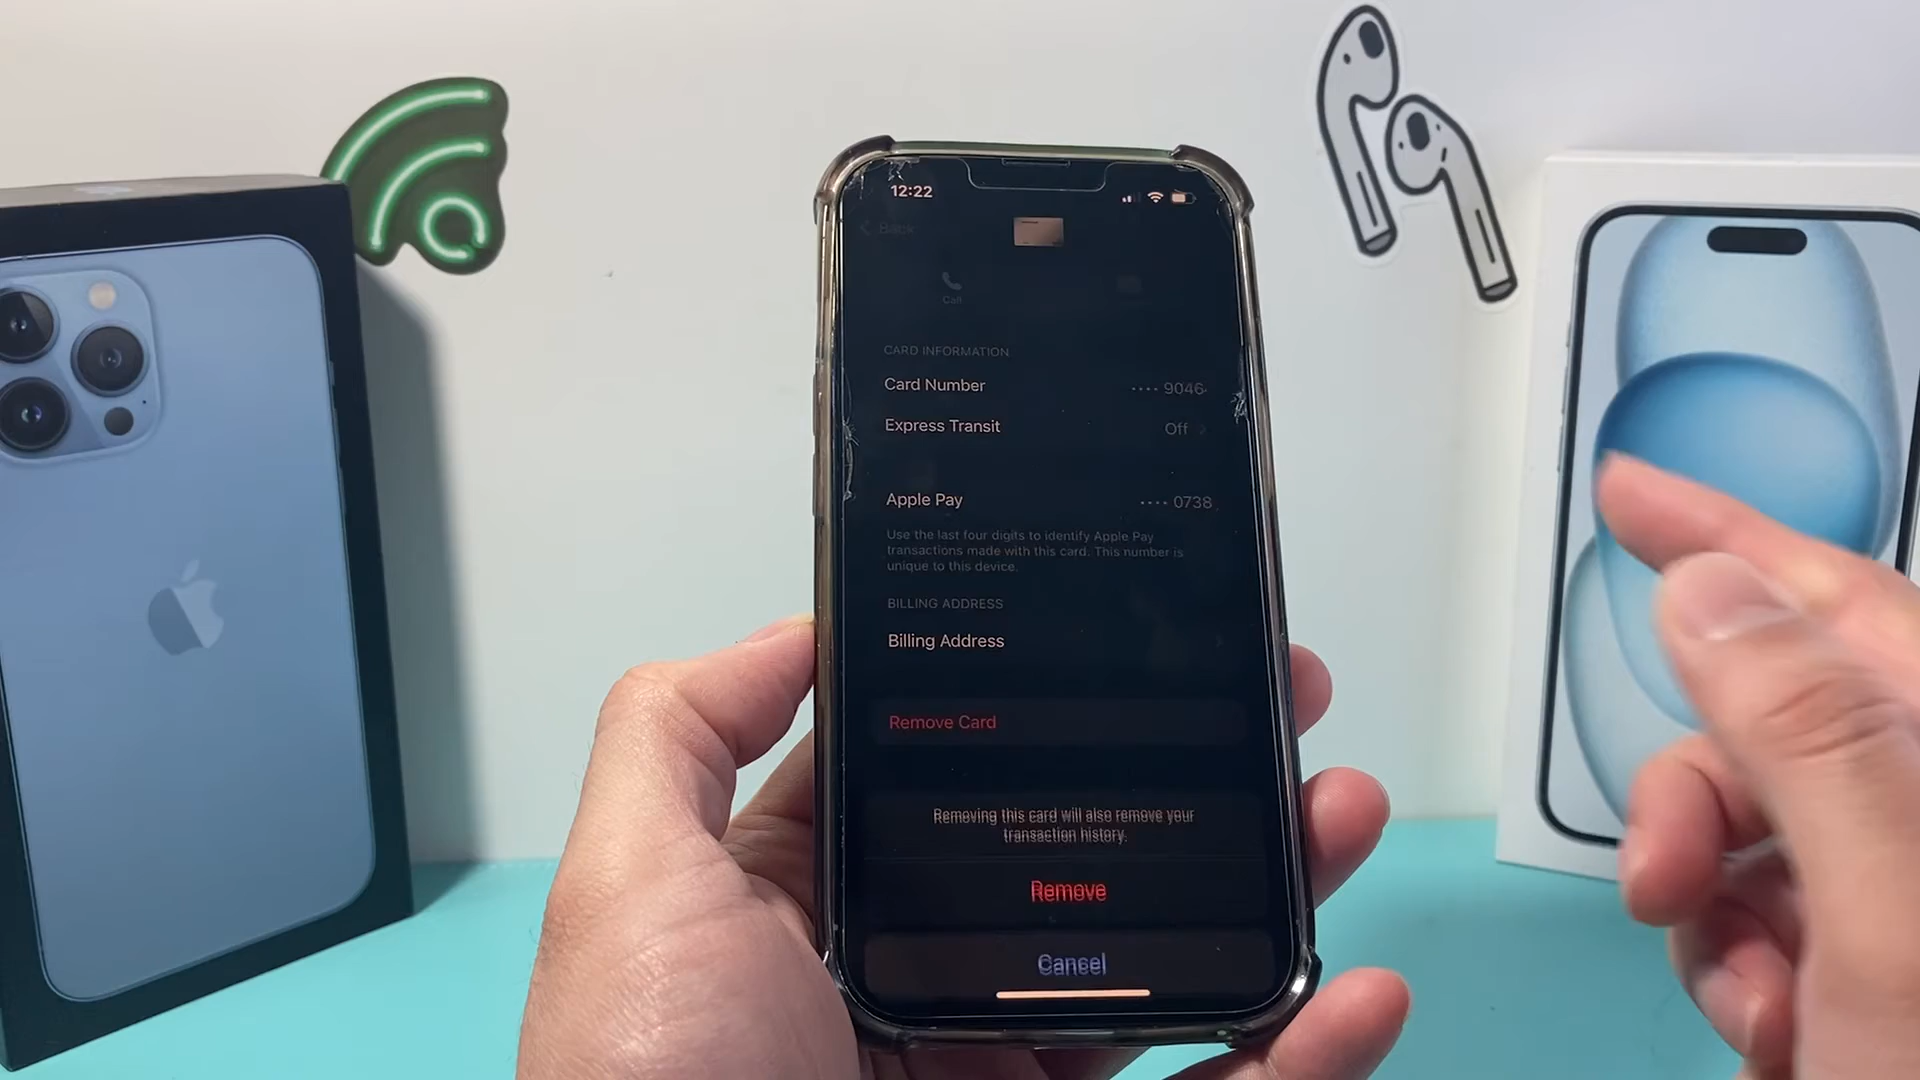 12:22
Back
Call
CARD INFORMATION
Card Number •••• 9046
Express Transit Off
Apple Pay •••• 0738
Use the last four digits to identify Apple Pay
transactions made with this card. This number is
unique to this device.
BILLING ADDRESS
Billing Address
Remove Card
Removing this card will also remove your
transaction history.
Remove
Cancel